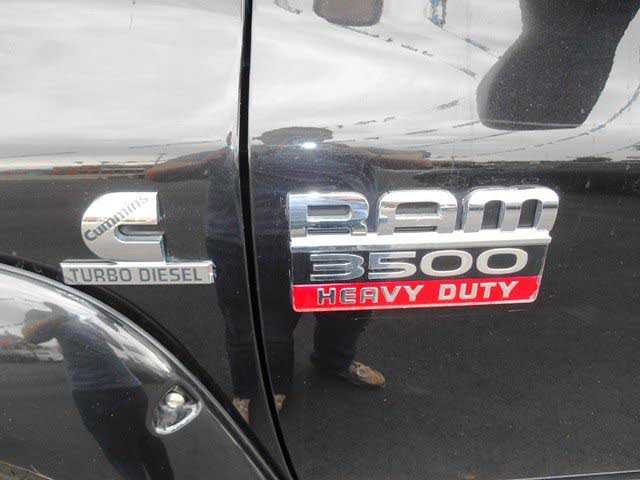 Cummins
TURBO DIESEL
RAM
3500
HEAVY DUTY